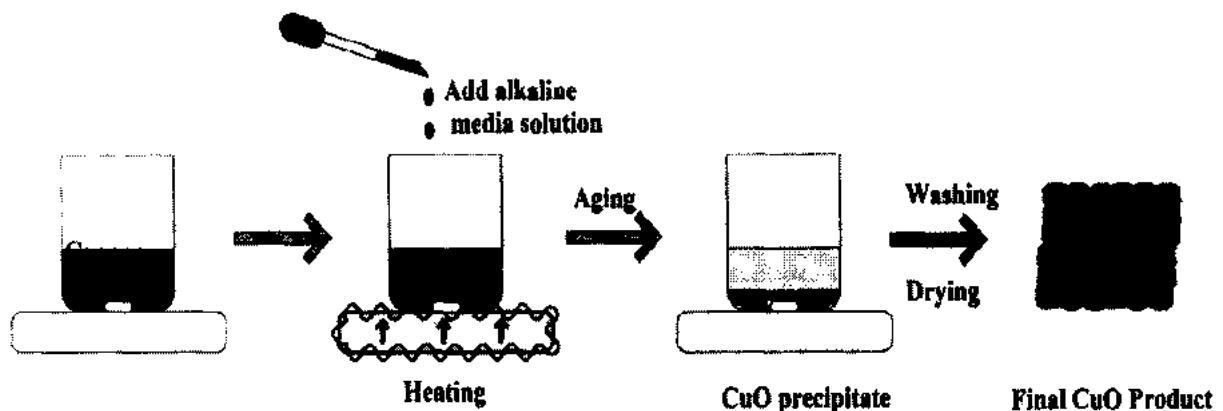 Add alkaline
media solution
Aging
Washing
Drying
Heating
CuO precipitate
Final CuO Product